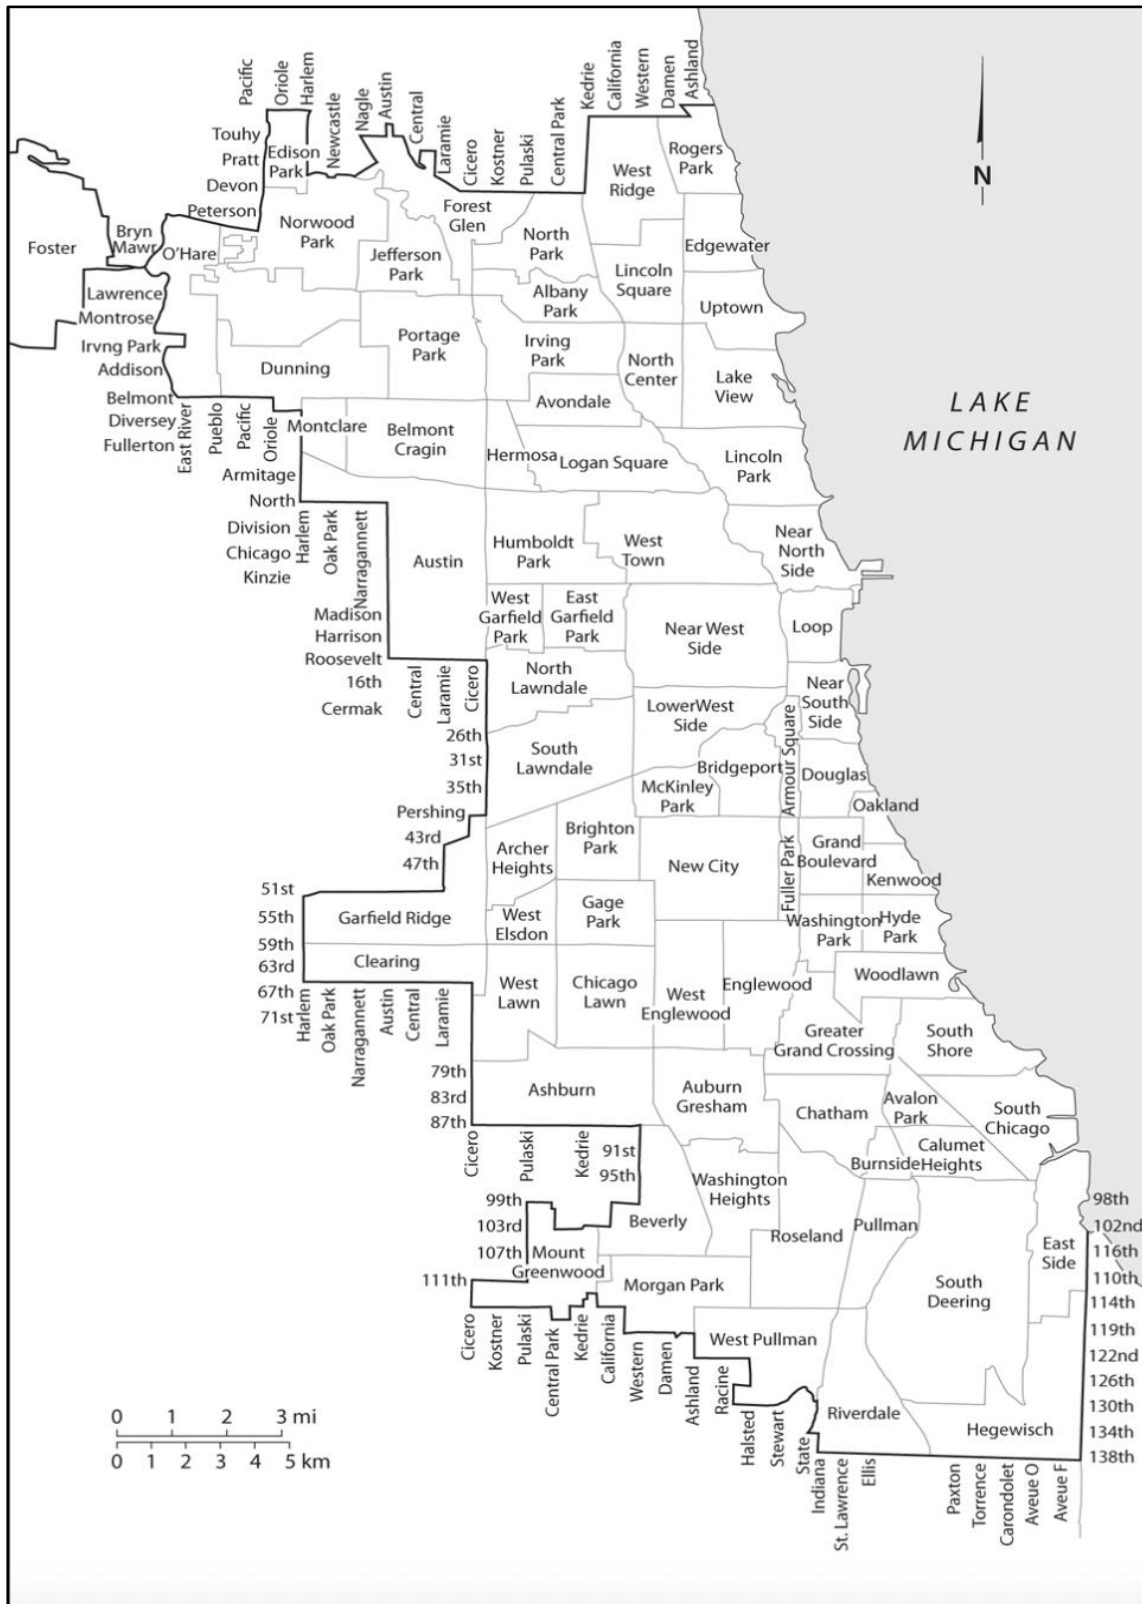 Pacific
Oriole
Harlem
Newcastle
Nagle
Austin
Central
Laramie
Cicero
Kostner
Pulaski
Central Park
Kedrie
California
Western
Damen
Ashland
N
Touhy
Pratt
Devon
Peterson
Edison
Park
Rogers
Park
West
Ridge
Foster
Bryn
Mawr
O'Hare
Norwood
Park
Forest
Glen
Jefferson
Park
North
Park
Edgewater
Lincoln
Square
Albany
Park
Uptown
Lawrence
Montrose
Irvng Park
Addison
Belmont
Diversey
Fullerton
East River
Pueblo
Pacific
Oriole
Dunning
Portage
Park
Irving
Park
North
Center
Lake
View
Avondale
LAKE
MICHIGAN
Montclare
Belmont
Cragin
Hermosa
Logan Square
Lincoln
Park
Armitage
North
Division
Chicago
Kinzie
Harlem
Oak Park
Narragannett
Austin
Humboldt
Park
West
Town
Near
North
Side
Madison
Harrison
Roosevelt
16th
Cermak
West
Garfield
Park
East
Garfield
Park
Near West
Side
Loop
Central
Laramie
Cicero
North
Lawndale
LowerWest
Side
Near
South
Side
26th
31st
35th
Pershing
43rd
47th
South
Lawndale
McKinley
Park
Bridgeport
Armour Square
Douglas
Oakland
Archer
Heights
Brighton
Park
New City
Fuller Park
Grand
Boulevard
Kenwood
51st
55th
59th
63rd
67th
71st
Garfield Ridge
West
Elsdon
Gage
Park
Washington
Park
Hyde
Park
Clearing
West
Lawn
Chicago
Lawn
West
Englewood
Englewood
Woodlawn
Harlem
Oak Park
Narragannett
Austin
Central
Laramie
Greater
Grand Crossing
South
Shore
79th
83rd
87th
Ashburn
Auburn
Gresham
Chatham
Avalon
Park
South
Chicago
Cicero
Pulaski
Kedrie
91st
95th
Burnside
Calumet
Heights
Washington
Heights
99th
103rd
107th
111th
Beverly
Roseland
Pullman
Mount
Greenwood
Morgan Park
South
Deering
East
Side
98th
102nd
116th
110th
114th
119th
122nd
126th
130th
134th
138th
West Pullman
Riverdale
Hegewisch
Cicero
Kostner
Pulaski
Central Park
Kedrie
California
Western
Damen
Ashland
Racine
Halsted
Stewart
State
Indiana
St. Lawrence
Ellis
Paxton
Torrence
Carondolet
Aveue O
Aveue F
0 1 2 3 mi
0 1 2 3 4 5 km